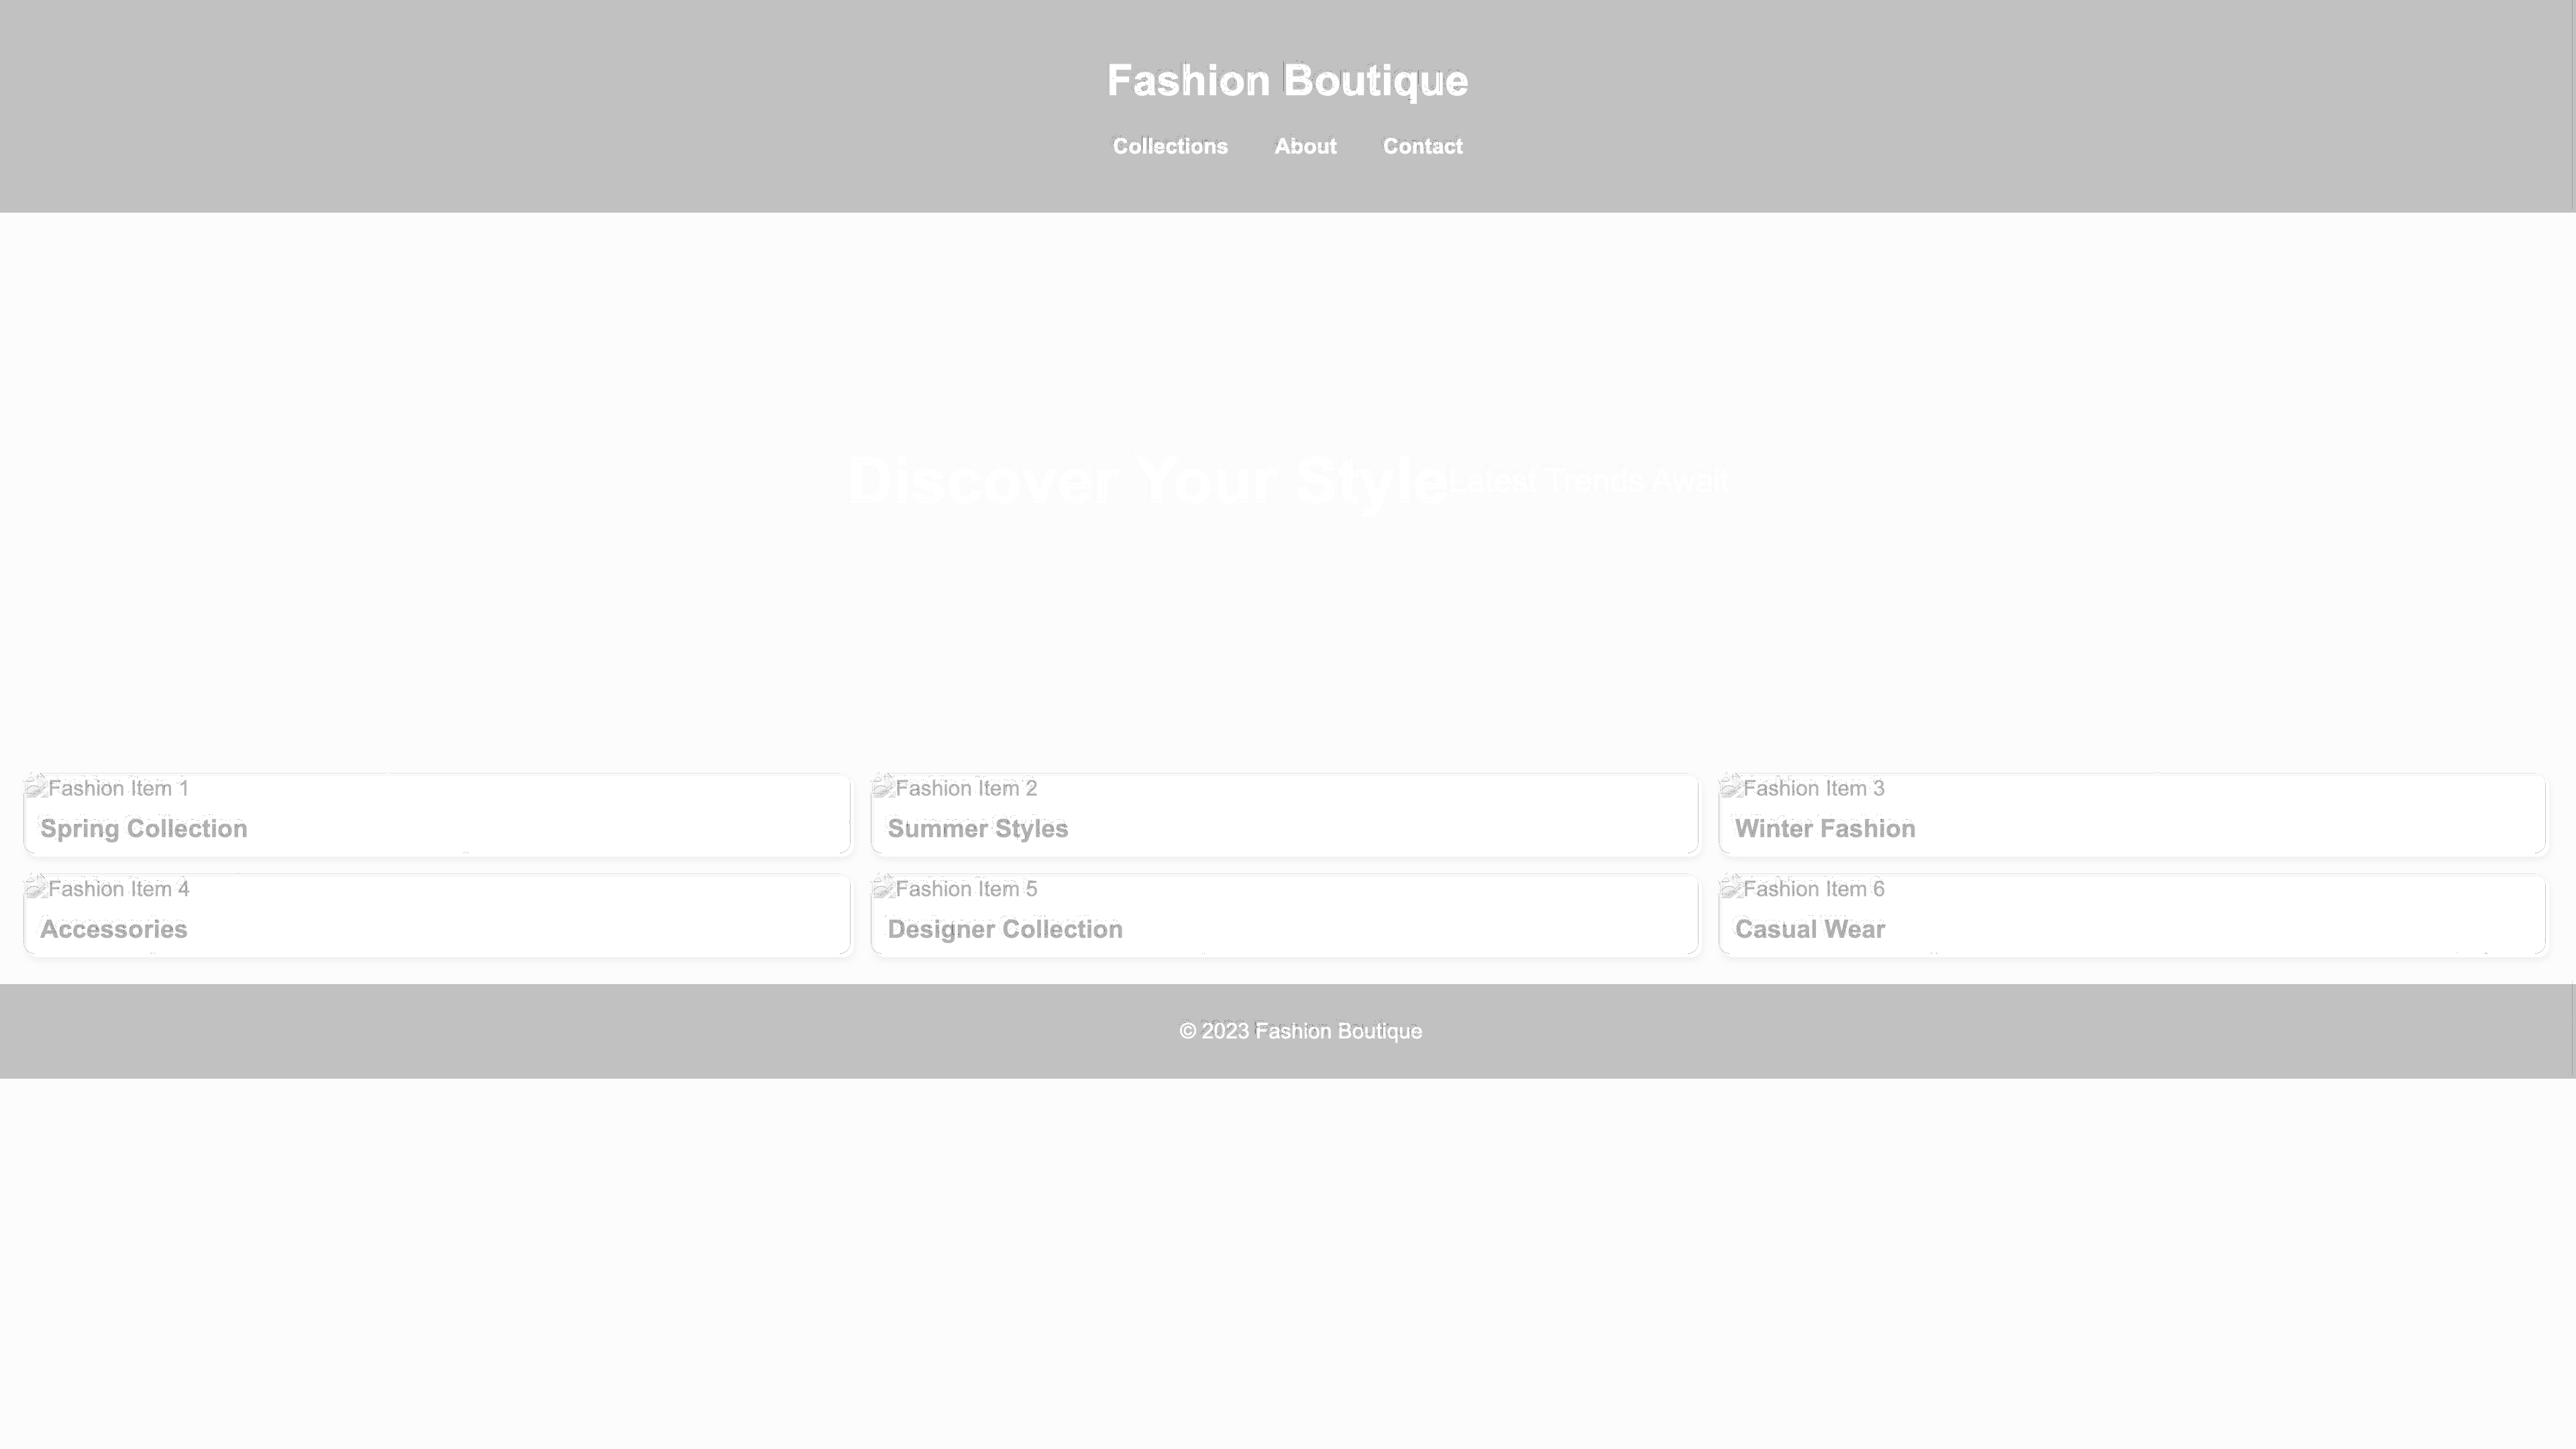 Fashion Boutique
Collections About Contact
Discover Your Style Latest Trends Await
Fashion Item 1 Fashion Item 2 Fashion Item 3
Spring Collection Summer Styles Winter Fashion
Fashion Item 4 Fashion Item 5 Fashion Item 6
Accessories Designer Collection Casual Wear
© 2023 Fashion Boutique